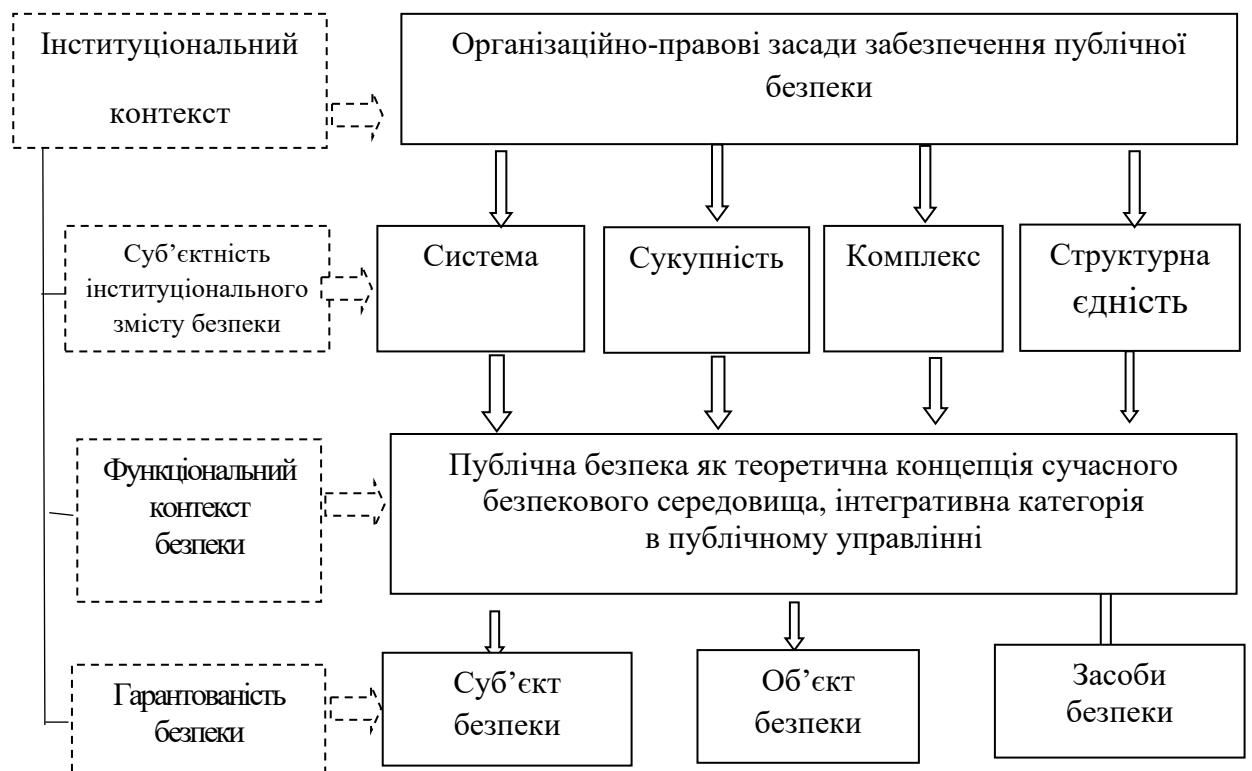 Інституціональний
контекст
Організаційно-правові засади забезпечення публічної
безпеки
Суб’єктність
інституціонального
змісту безпеки
Система
Сукупність
Комплекс
Структурна
єдність
Функціональний
контекст
безпеки
Публічна безпека як теоретична концепція сучасного
безпекового середовища, інтегративна категорія
в публічному управлінні
Гарантованість
безпеки
Суб’єкт
безпеки
Об’єкт
безпеки
Засоби
безпеки